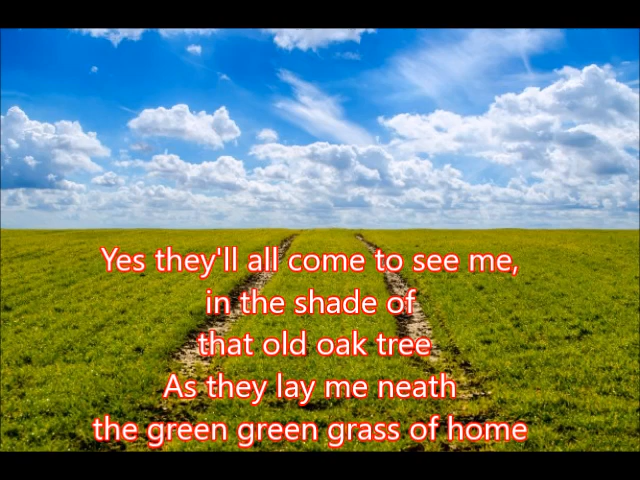 Yes they'll all come to see me,
in the shade of
that old oak tree
As they lay me neath
the green green grass of home